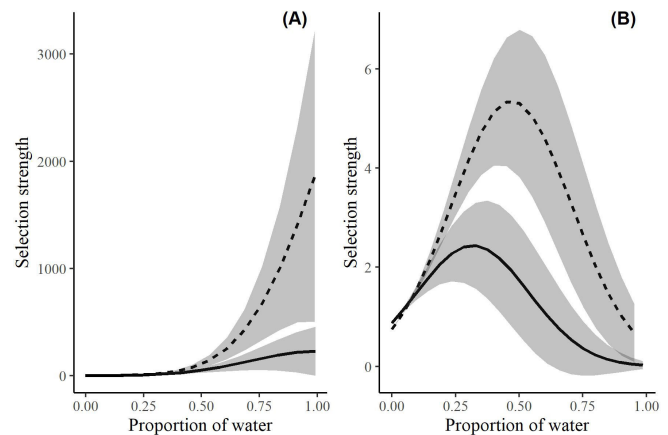 (A)
Selection strength
3000
2000
1000
0
0.00 0.25 0.50 0.75 1.00
Proportion of water
(B)
Selection strength
6
4
2
0
0.00 0.25 0.50 0.75 1.00
Proportion of water